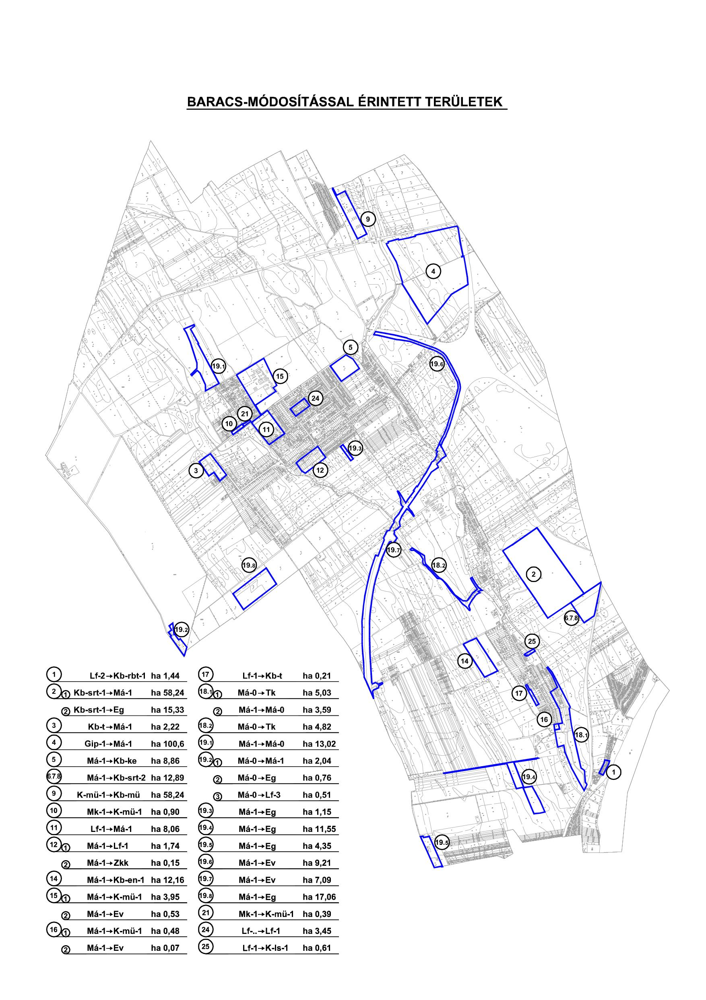 BARACS-MÓDOSÍTÁSSAL ÉRINTETT TERÜLETEK
9
4
5
19.6
19.1
15
24
21
10
11
19.3
3
12
19.7
19.8
18.2
2
6.7.8
19.2
25
14
17
16
18.1
1
19.4
19.5
1 Lf-2→Kb-rbt-1 ha 1,44
2 1 Kb-srt-1→Má-1 ha 58,24
2 Kb-srt-1→Eg ha 15,33
3 Kb-t→Má-1 ha 2,22
4 Gip-1→Má-1 ha 100,6
5 Má-1→Kb-ke ha 8,86
6.7.8 Má-1→Kb-srt-2 ha 12,89
9 K-mü-1→Kb-mü ha 58,24
10 Mk-1→K-mü-1 ha 0,90
11 Lf-1→Má-1 ha 8,06
12 1 Má-1→Lf-1 ha 1,74
2 Má-1→Zkk ha 0,15
14 Má-1→Kb-en-1 ha 12,16
15 1 Má-1→K-mü-1 ha 3,95
2 Má-1→Ev ha 0,53
16 1 Má-1→K-mü-1 ha 0,48
2 Má-1→Ev ha 0,07
17 Lf-1→Kb-t ha 0,21
18.1 1 Má-0→Tk ha 5,03
2 Má-1→Má-0 ha 3,59
18.2 Má-0→Tk ha 4,82
19.1 Má-1→Má-0 ha 13,02
19.2 1 Má-0→Má-1 ha 2,04
2 Má-0→Eg ha 0,76
3 Má-0→Lf-3 ha 0,51
19.3 Má-1→Eg ha 1,15
19.4 Má-1→Eg ha 11,55
19.5 Má-1→Eg ha 4,35
19.6 Má-1→Ev ha 9,21
19.7 Má-1→Ev ha 7,09
19.8 Má-1→Eg ha 17,06
21 Mk-1→K-mü-1 ha 0,39
24 Lf-..→Lf-1 ha 3,45
25 Lf-1→K-ls-1 ha 0,61